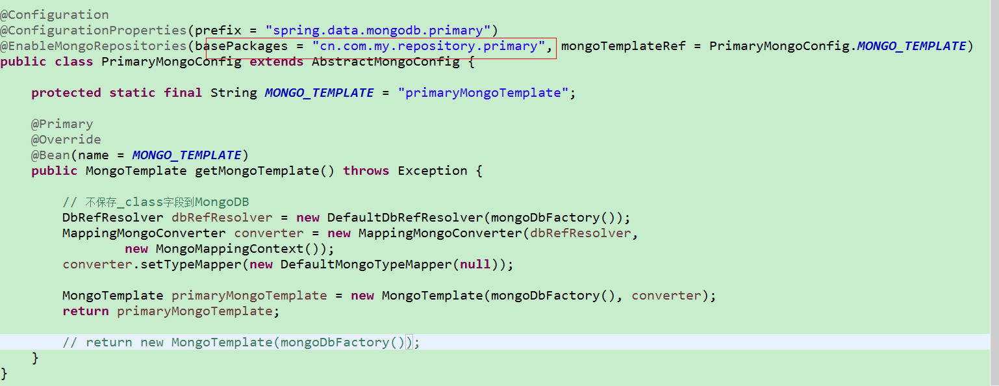 @Configuration
@ConfigurationProperties(prefix = "spring.data.mongodb.primary")
@EnableMongoRepositories(basePackages = "cn.com.my.repository.primary", mongoTemplateRef = PrimaryMongoConfig.MONGO_TEMPLATE)
public class PrimaryMongoConfig extends AbstractMongoConfig {
    protected static final String MONGO_TEMPLATE = "primaryMongoTemplate";
    @Primary
    @Override
    @Bean(name = MONGO_TEMPLATE)
    public MongoTemplate getMongoTemplate() throws Exception {
        // 不保存_class字段到MongoDB
        DbRefResolver dbRefResolver = new DefaultDbRefResolver(mongoDbFactory());
        MappingMongoConverter converter = new MappingMongoConverter(dbRefResolver,
                new MongoMappingContext());
        converter.setTypeMapper(new DefaultMongoTypeMapper(null));
        MongoTemplate primaryMongoTemplate = new MongoTemplate(mongoDbFactory(), converter);
        return primaryMongoTemplate;
        // return new MongoTemplate(mongoDbFactory());
    }
}